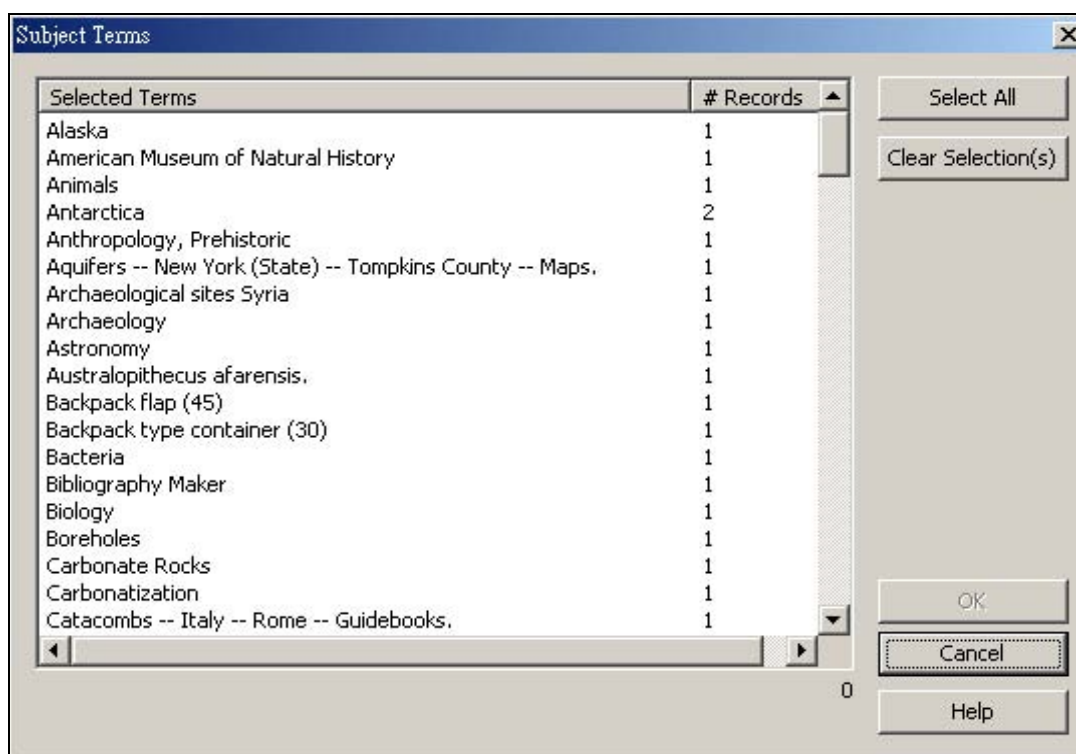 Subject Terms
Selected Terms # Records
Select All
Alaska 1
American Museum of Natural History 1
Clear Selection(s)
Animals 1
Antarctica 2
Anthropology, Prehistoric 1
Aquifers -- New York (State) -- Tompkins County -- Maps. 1
Archaeological sites Syria 1
Archaeology 1
Astronomy 1
Australopithecus afarensis. 1
Backpack flap (45) 1
Backpack type container (30) 1
Bacteria 1
Bibliography Maker 1
Biology 1
Boreholes 1
Carbonate Rocks 1
Carbonatization 1
Catacombs -- Italy -- Rome -- Guidebooks. 1
OK
Cancel
0
Help